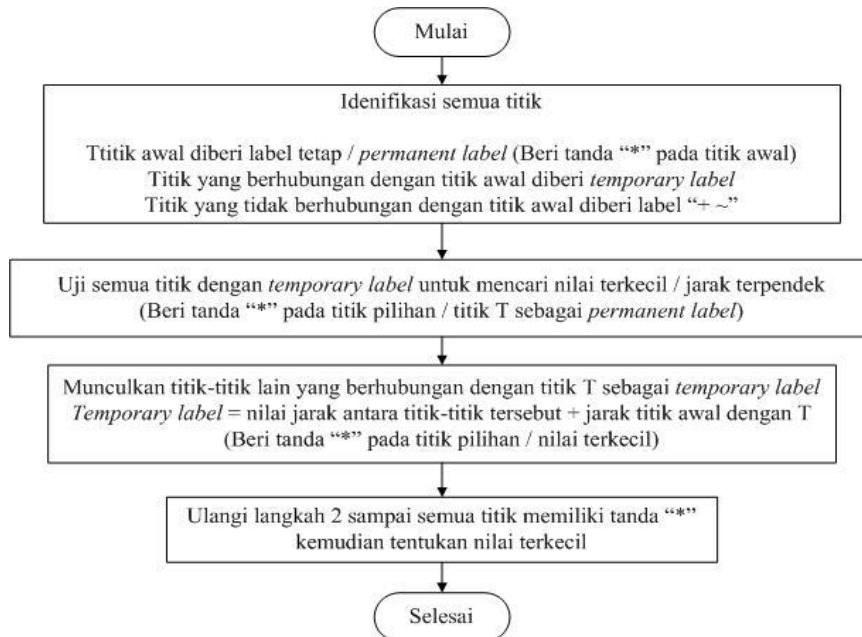 Mulai
Idenifikasi semua titik
Ttitik awal diberi label tetap / permanent label (Beri tanda “*” pada titik awal)
Titik yang berhubungan dengan titik awal diberi temporary label
Titik yang tidak berhubungan dengan titik awal diberi label “+ ~”
Uji semua titik dengan temporary label untuk mencari nilai terkecil / jarak terpendek
(Beri tanda “*” pada titik pilihan / titik T sebagai permanent label)
Munculkan titik-titik lain yang berhubungan dengan titik T sebagai temporary label
Temporary label = nilai jarak antara titik-titik tersebut + jarak titik awal dengan T
(Beri tanda “*” pada titik pilihan / nilai terkecil)
Ulangi langkah 2 sampai semua titik memiliki tanda “*”
kemudian tentukan nilai terkecil
Selesai